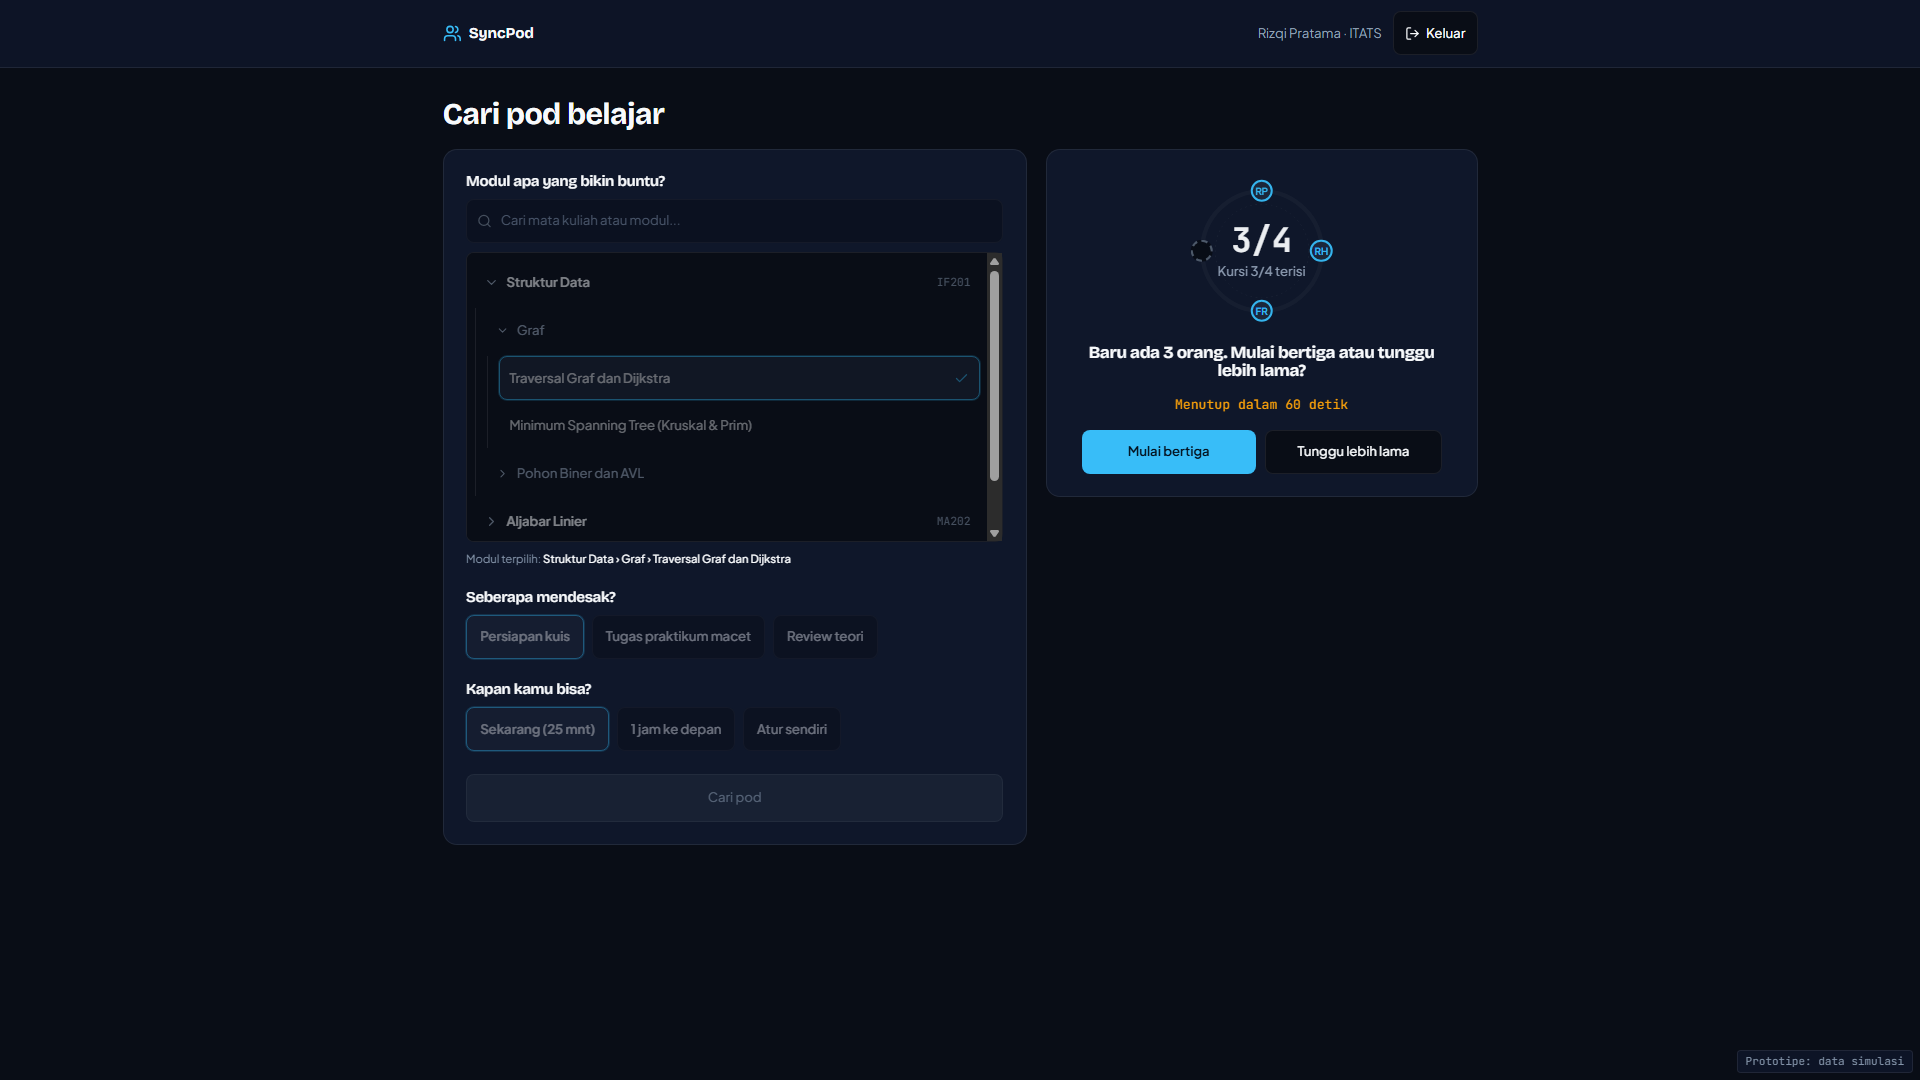 SyncPod
Rizqi Pratama · ITATS
Keluar
Cari pod belajar
Modul apa yang bikin buntu?
Cari mata kuliah atau modul...
Struktur Data
IF201
Graf
Traversal Graf dan Dijkstra
Minimum Spanning Tree (Kruskal & Prim)
Pohon Biner dan AVL
Aljabar Linier
MA202
Modul terpilih: Struktur Data › Graf › Traversal Graf dan Dijkstra
Seberapa mendesak?
Persiapan kuis
Tugas praktikum macet
Review teori
Kapan kamu bisa?
Sekarang (25 mnt)
1 jam ke depan
Atur sendiri
Cari pod
RP
3/4
RH
Kursi 3/4 terisi
FR
Baru ada 3 orang. Mulai bertiga atau tunggu
lebih lama?
Menutup dalam 60 detik
Mulai bertiga
Tunggu lebih lama
Prototipe: data simulasi